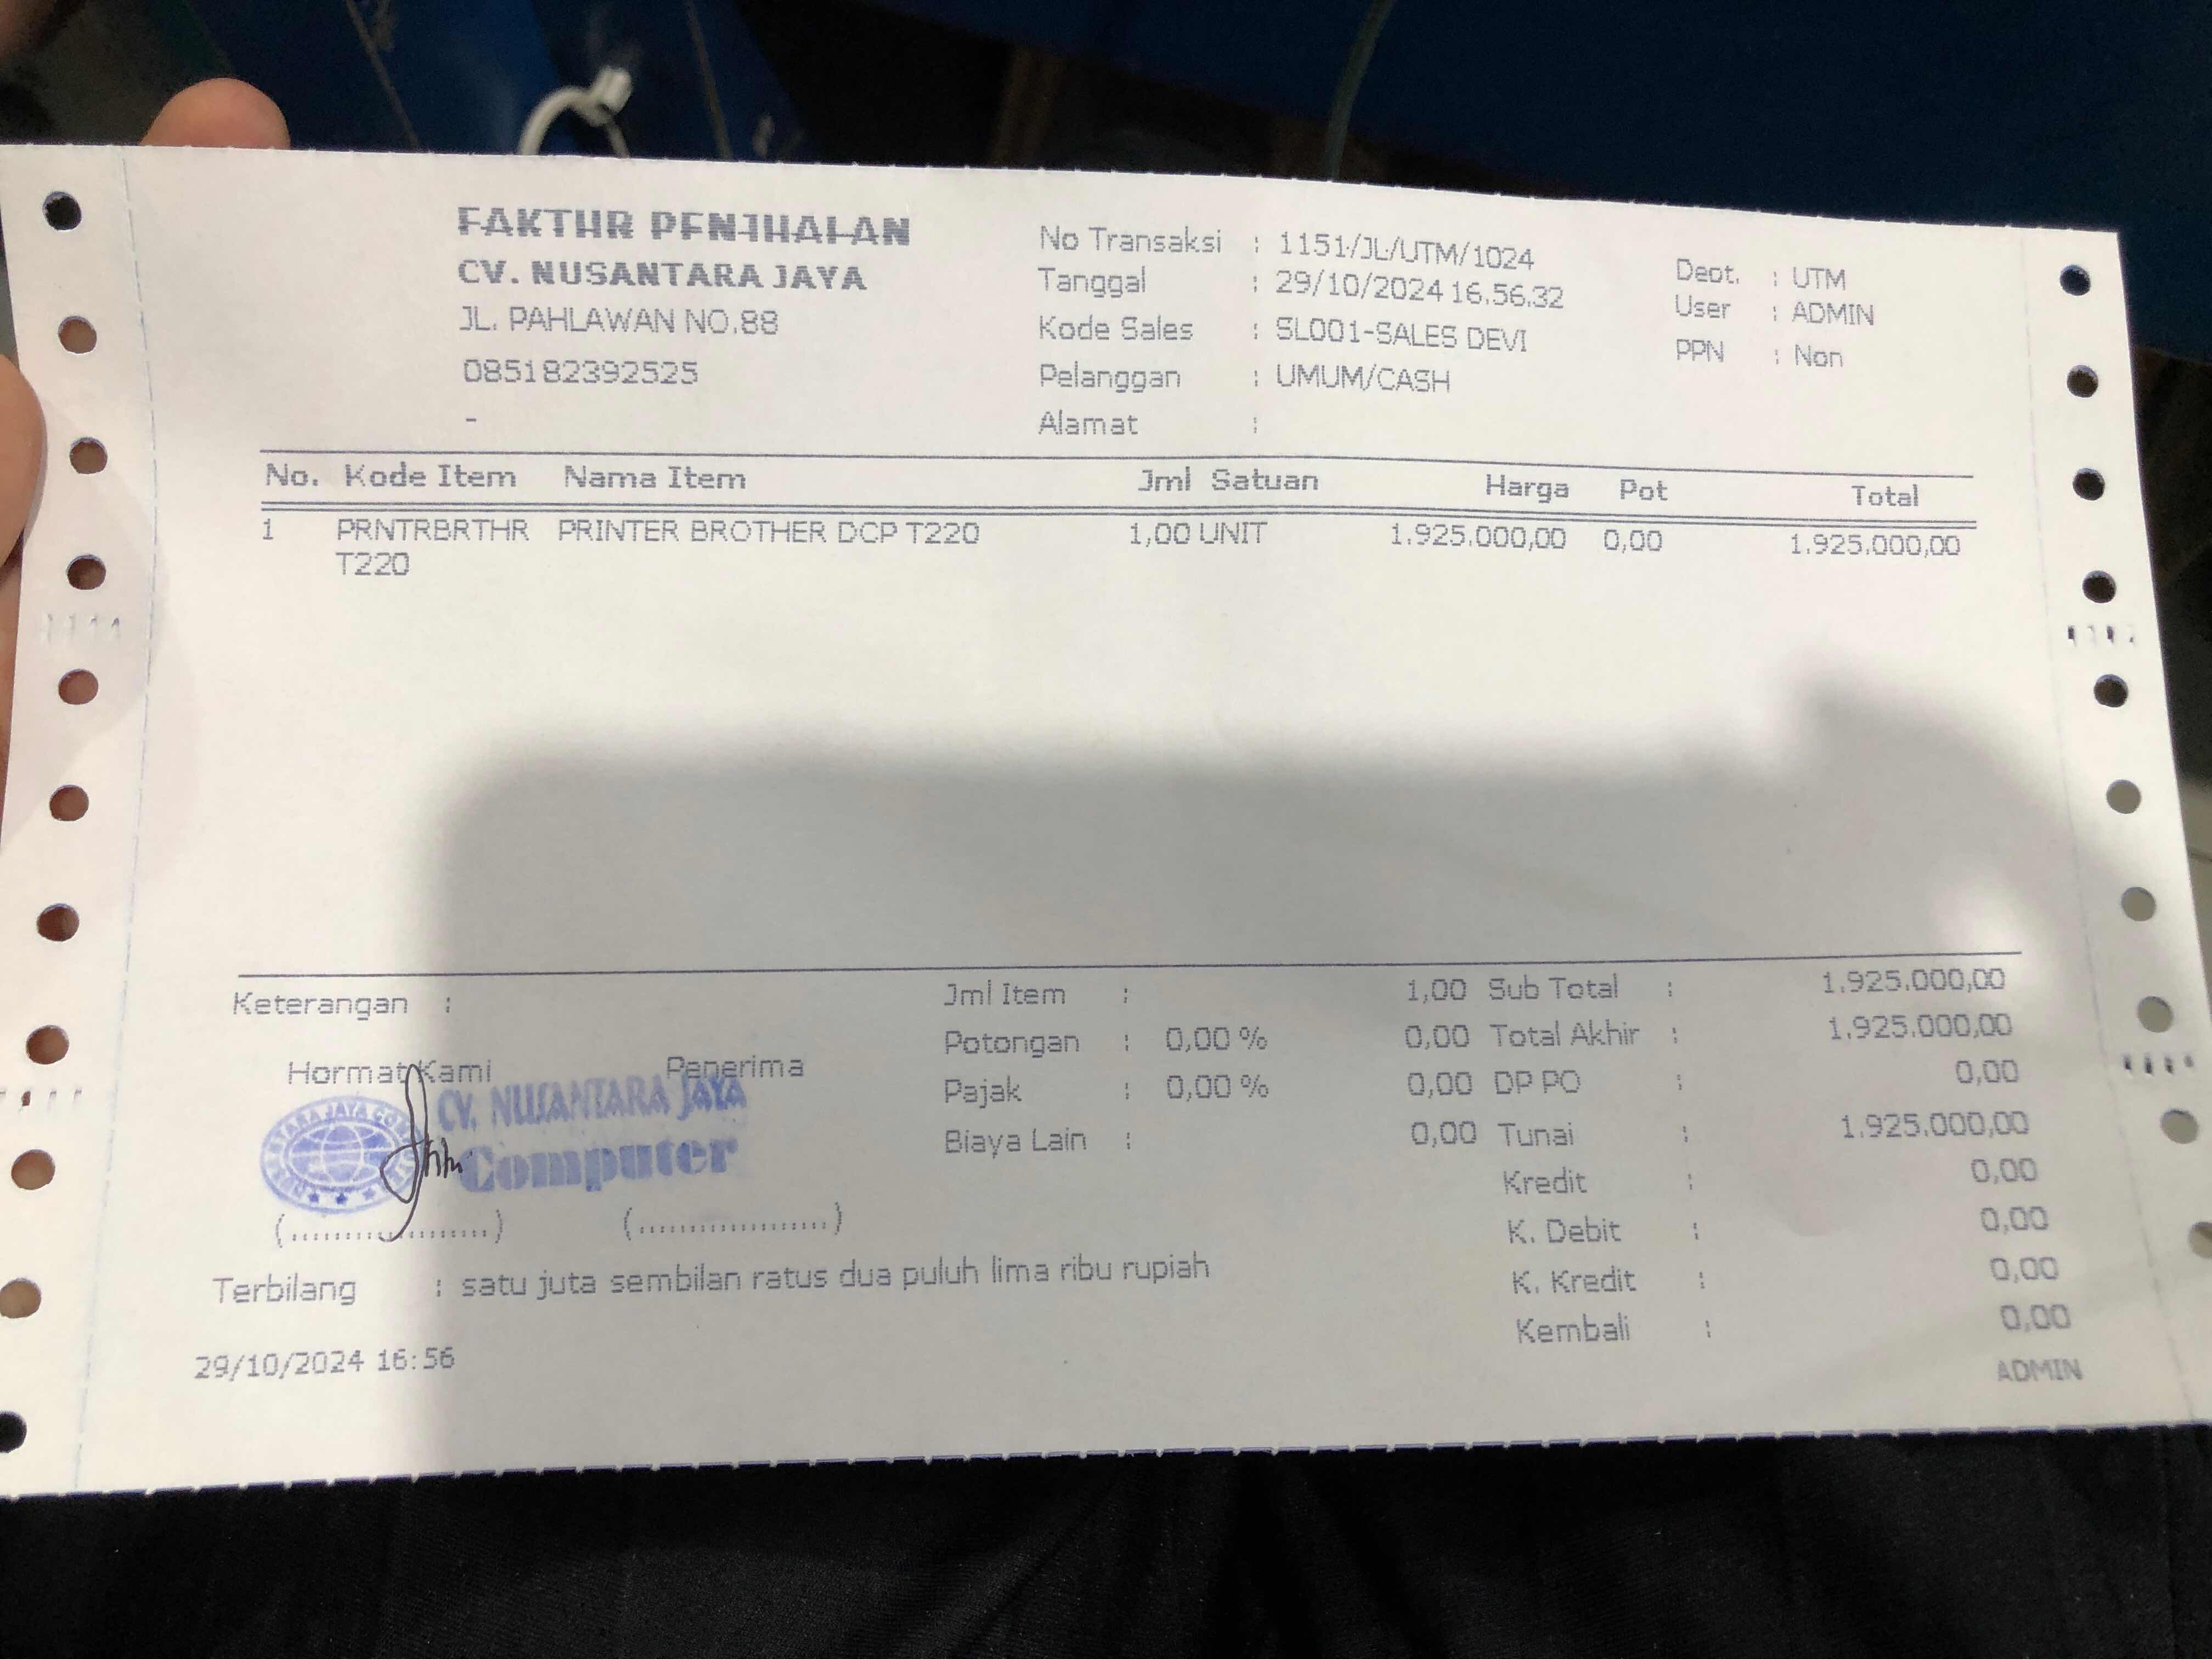 FAKTUR PENJUALAN
CV. NUSANTARA JAYA
JL. PAHLAWAN NO.88
085182392525
-
No Transaksi : 1151/JL/UTM/1024
Tanggal : 29/10/2024 16.56.32
Kode Sales : SL001-SALES DEVI
Pelanggan : UMUM/CASH
Alamat :
Dept. : UTM
User : ADMIN
PPN : Non
No. Kode Item Nama Item Jml Satuan Harga Pot Total
1 PRNTRBRTHR PRINTER BROTHER DCP T220 1,00 UNIT 1.925.000,00 0,00 1.925.000,00
T220
Keterangan :
Hormat Kami Penerima
CV. NUSANTARA JAYA
Computer
(....................) (....................)
Jml Item : 1,00
Potongan : 0,00 % 0,00
Pajak : 0,00 % 0,00
Biaya Lain : 0,00
Sub Total : 1.925.000,00
Total Akhir : 1.925.000,00
DP PO : 0,00
Tunai : 1.925.000,00
Kredit : 0,00
K. Debit : 0,00
K. Kredit : 0,00
Kembali : 0,00
Terbilang : satu juta sembilan ratus dua puluh lima ribu rupiah
29/10/2024 16:56
ADMIN